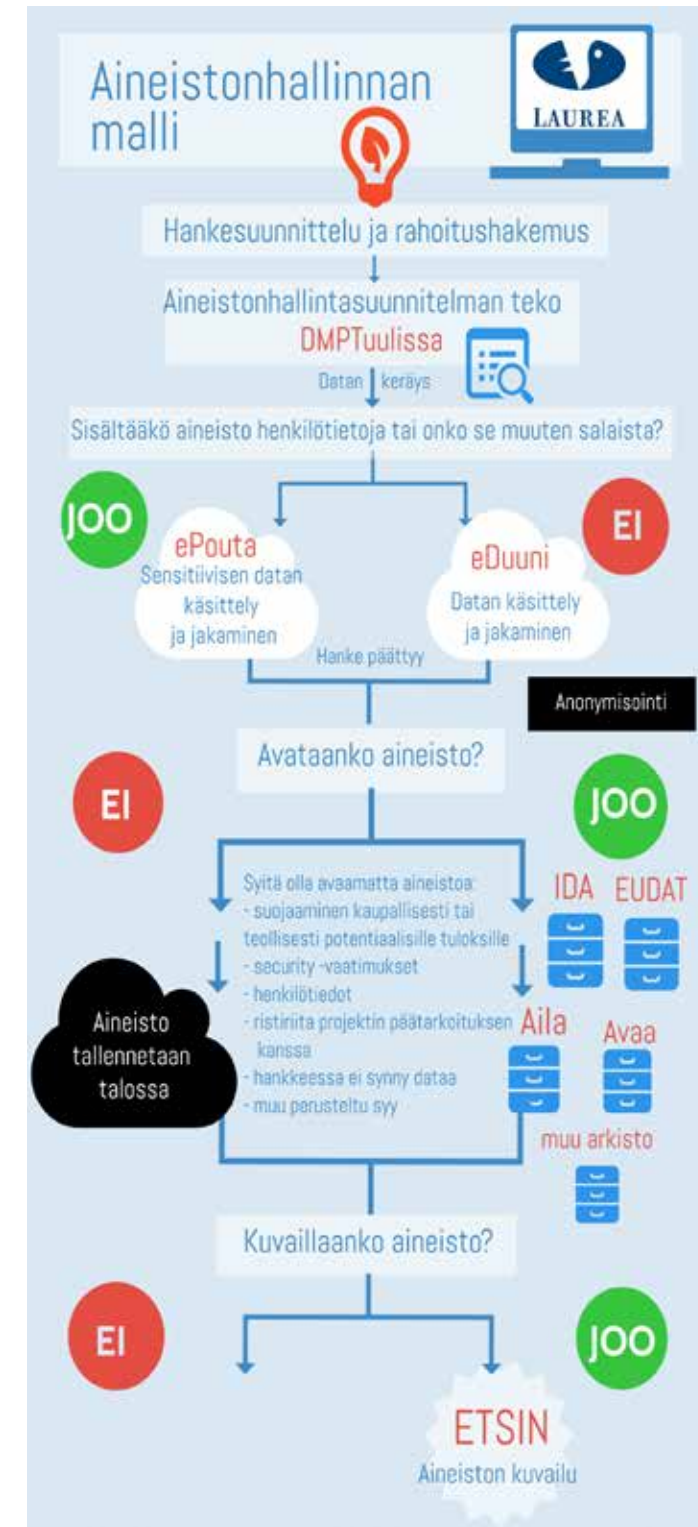 Aineistonhallinnan
malli
LAUREA
Hankesuunnittelu ja rahoitushakemus
Aineistonhallintasuunnitelman teko
DMPTuulissa
Datan keräys
Sisältääkö aineisto henkilötietoja tai onko se muuten salaista?
JOO
EI
ePouta
Sensitiivisen datan
käsittely
ja jakaminen
eDuuni
Datan käsittely
ja jakaminen
Hanke päättyy
Anonymisointi
Avataanko aineisto?
EI
JOO
Syitä olla avaamatta aineistoa:
- suojaaminen kaupallisesti tai
teollisesti potentiaalisille tuloksille
- security -vaatimukset
- henkilötiedot
- ristiriita projektin päätarkoituksen
kanssa
- hankkeessa ei synny dataa
- muu perusteltu syy
IDA EUDAT
Aila Avaa
muu arkisto
Aineisto
tallennetaan
talossa
Kuvaillaanko aineisto?
EI
JOO
ETSIN
Aineiston kuvailu